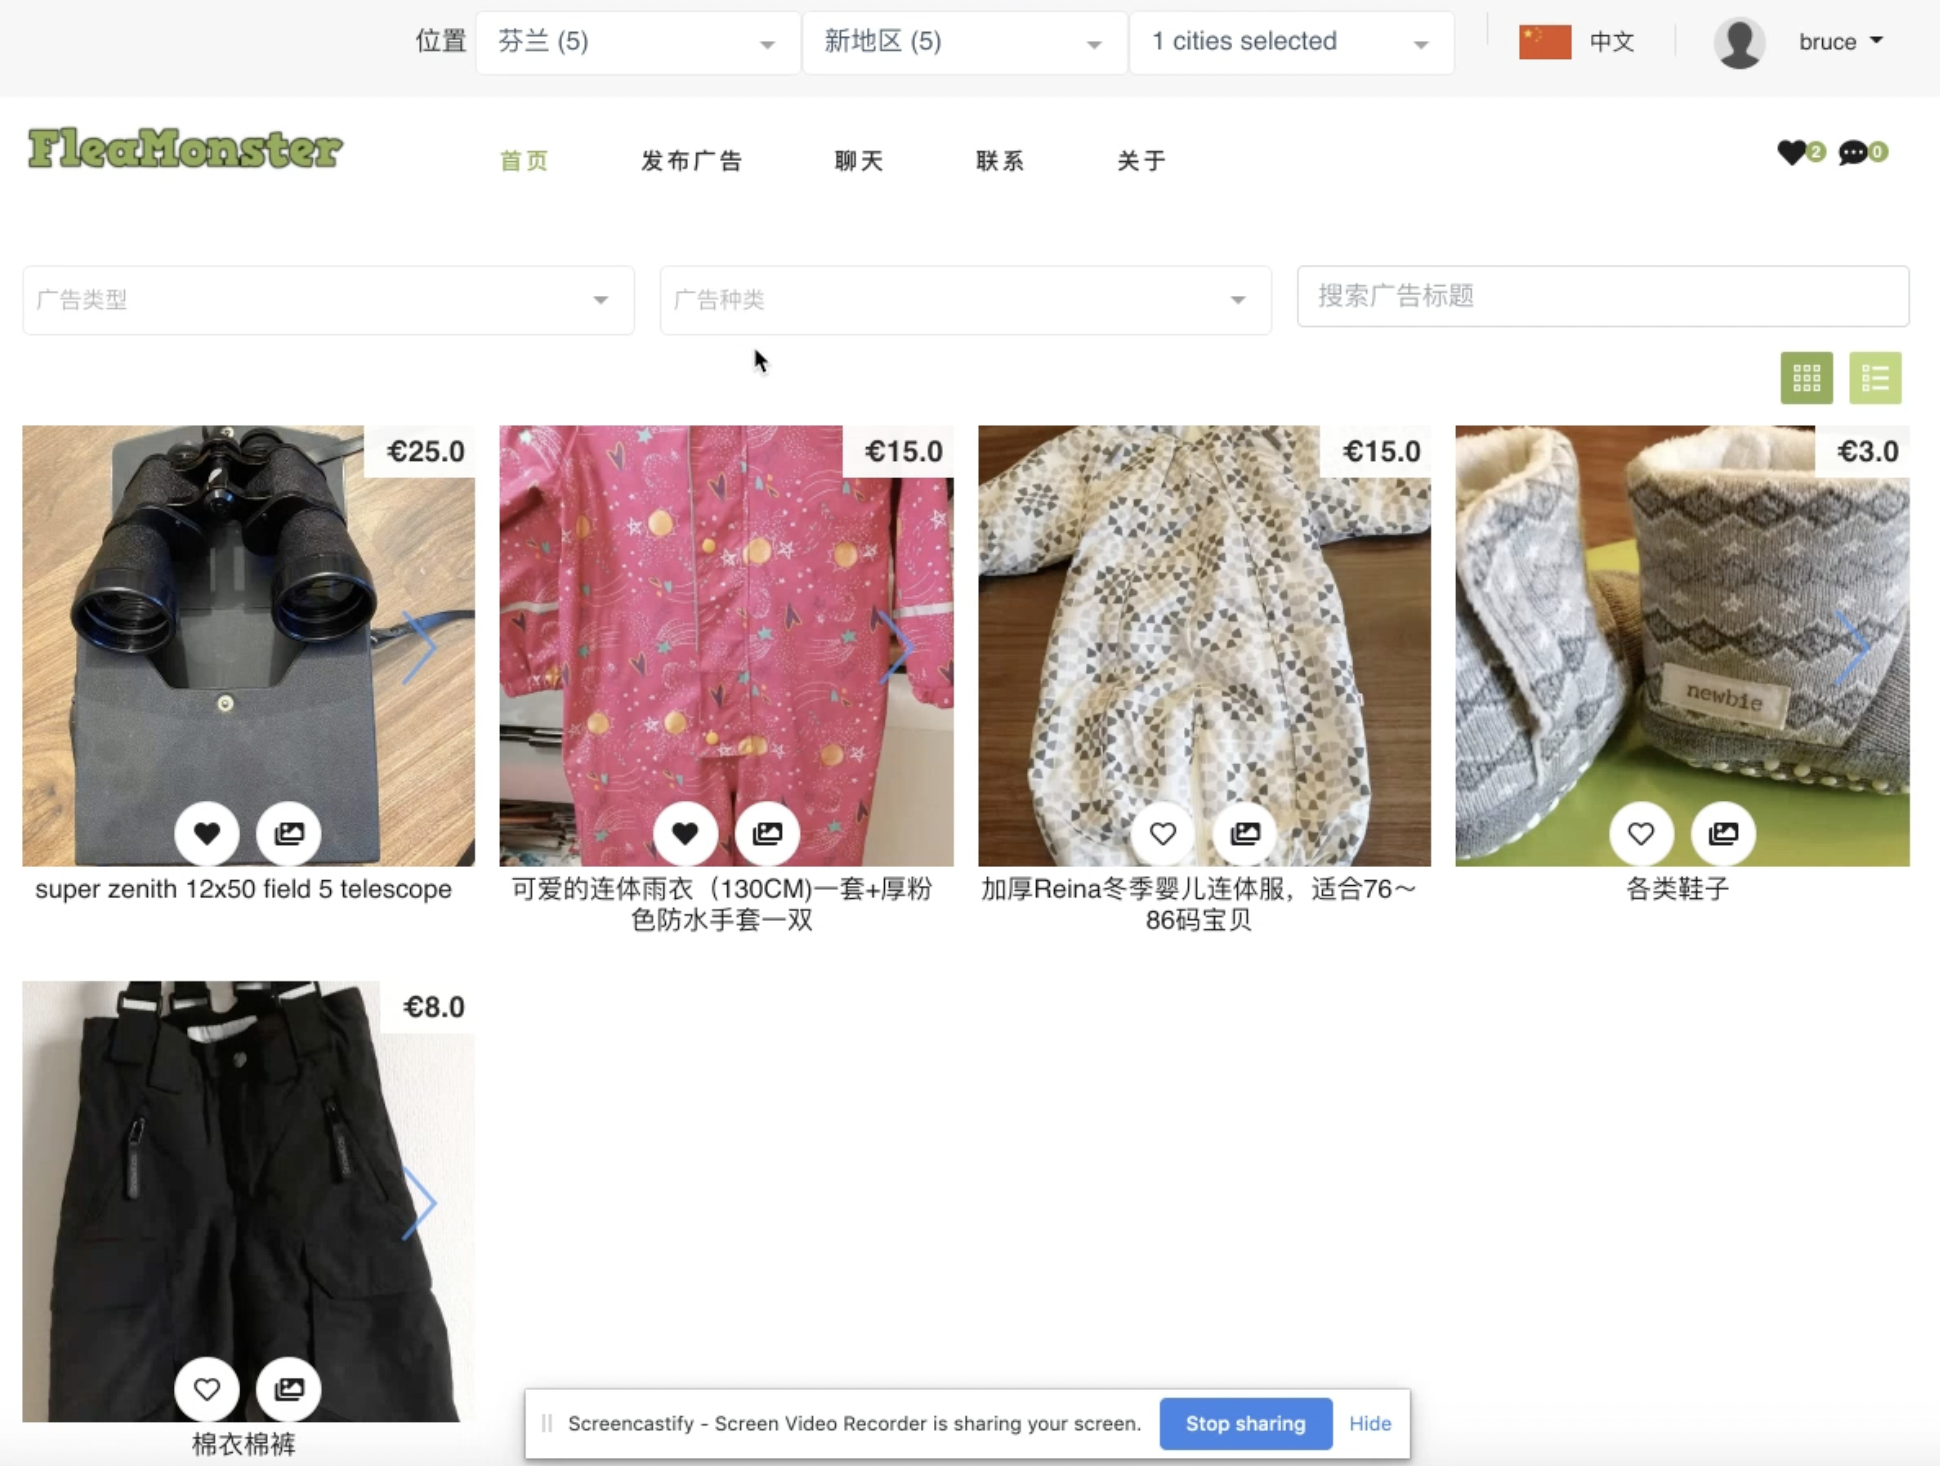 位置
芬兰 (5)
新地区 (5)
1 cities selected
中文
bruce
FleaMonster
首页
发布广告
聊天
联系
关于
2
0
广告类型
广告种类
搜索广告标题
€25.0
€15.0
€15.0
€3.0
newbie
super zenith 12x50 field 5 telescope
可爱的连体雨衣（130CM)一套+厚粉
色防水手套一双
加厚Reina冬季婴儿连体服，适合76～
86码宝贝
各类鞋子
€8.0
棉衣棉裤
Screencastify - Screen Video Recorder is sharing your screen.
Stop sharing
Hide